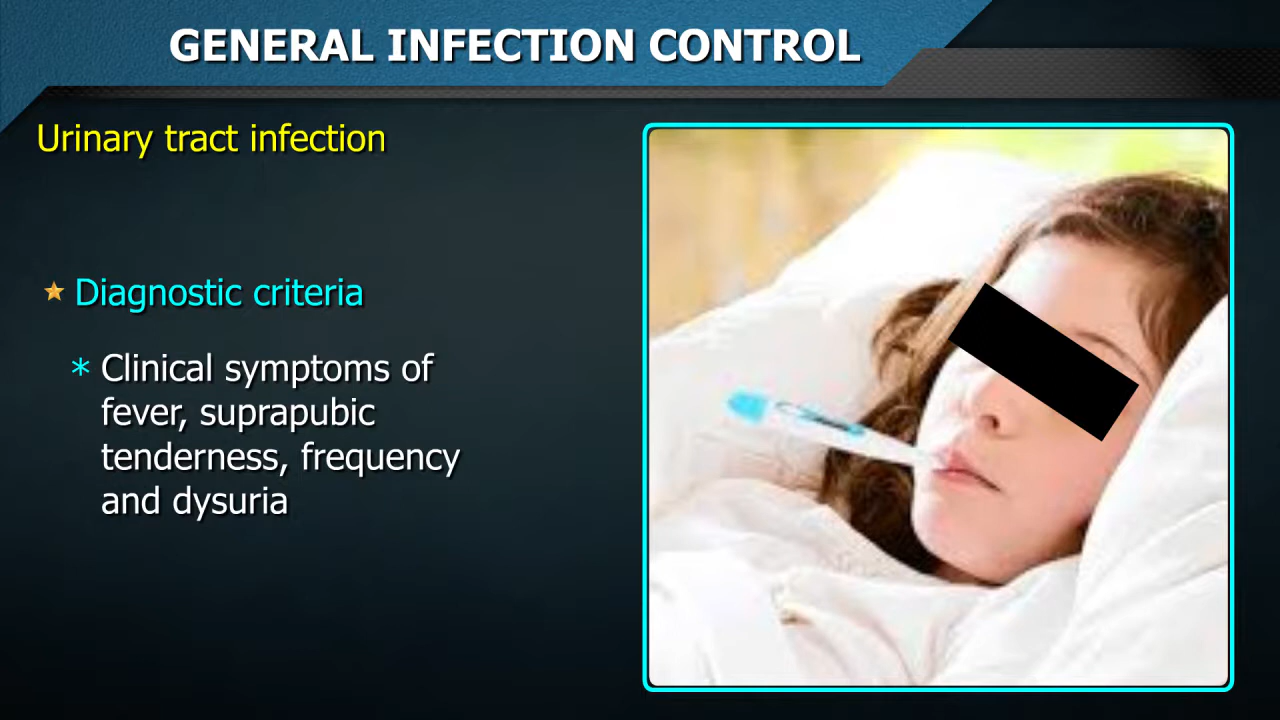 GENERAL INFECTION CONTROL
Urinary tract infection
Diagnostic criteria
* Clinical symptoms of
fever, suprapubic
tenderness, frequency
and dysuria